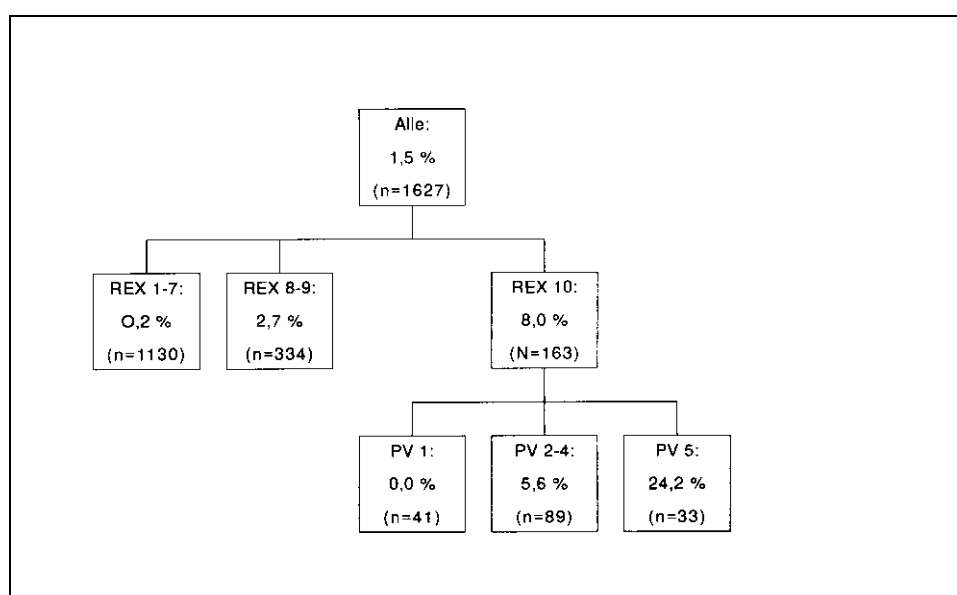 Alle:
1,5 %
(n=1627)
REX 1-7:
0,2 %
(n=1130)
REX 8-9:
2,7 %
(n=334)
REX 10:
8,0 %
(N=163)
PV 1:
0,0 %
(n=41)
PV 2-4:
5,6 %
(n=89)
PV 5:
24,2 %
(n=33)